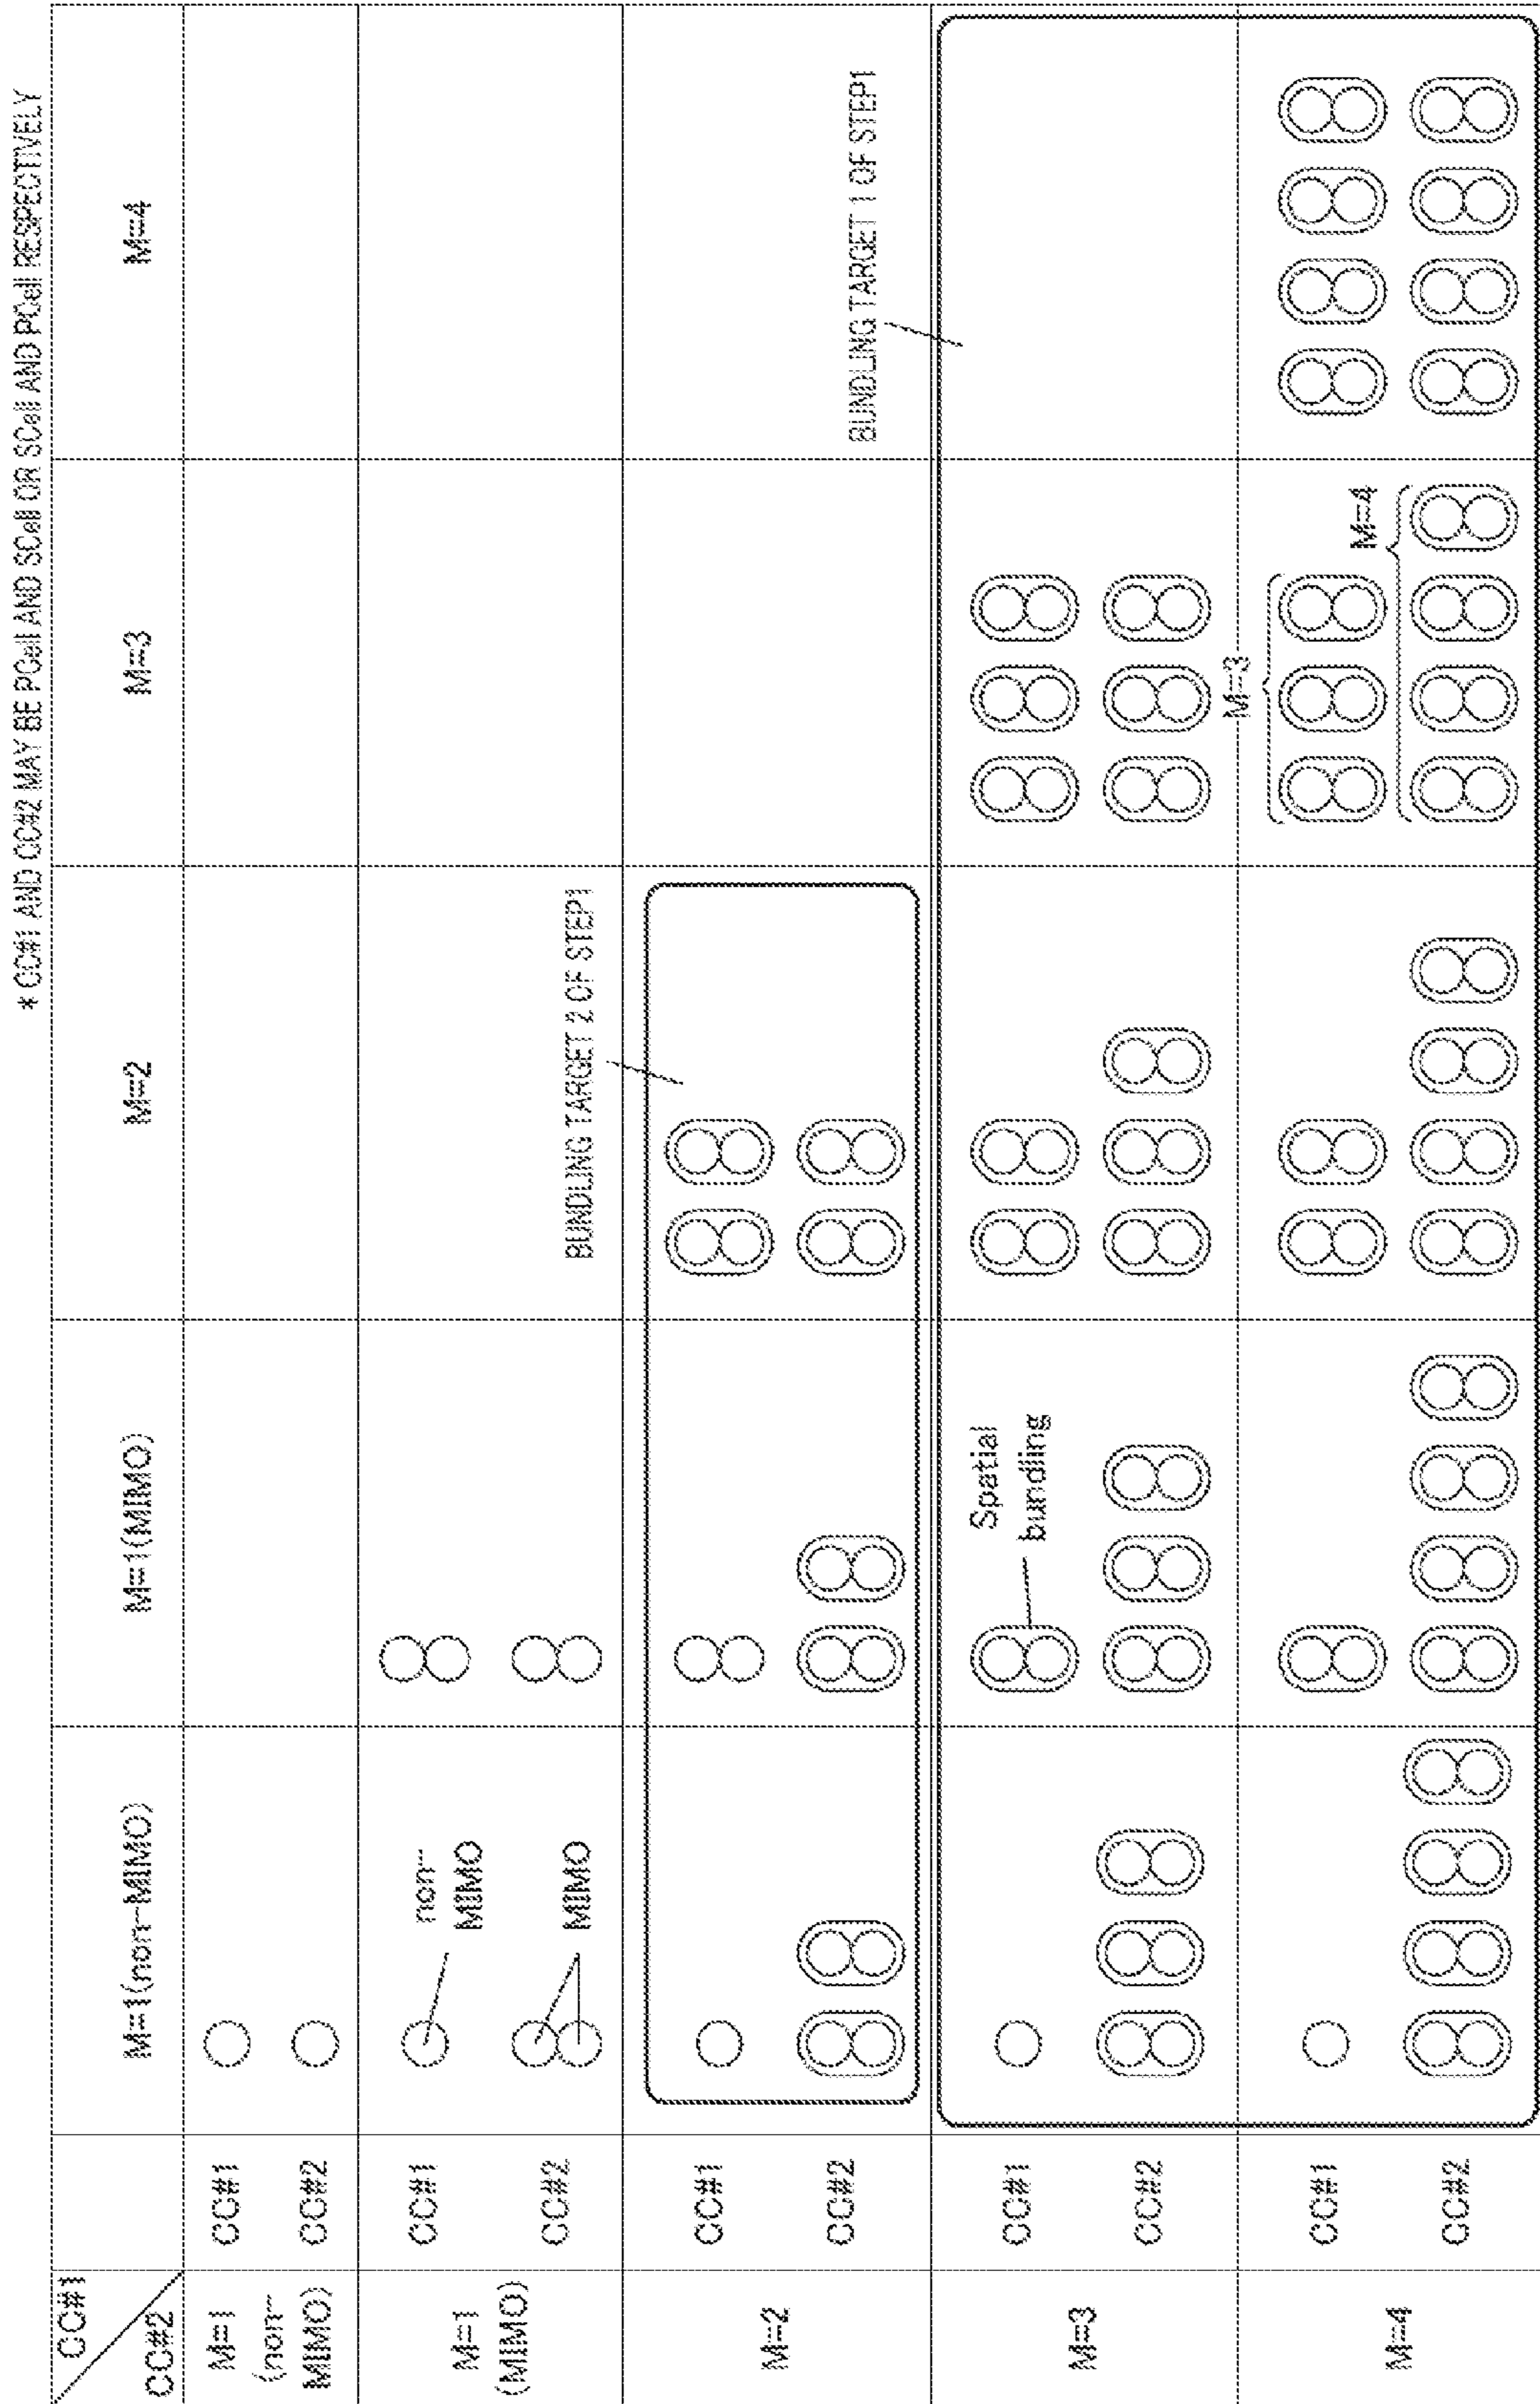 * CC#1 AND CC#2 MAY BE PCell AND SCell OR SCell AND PCell RESPECTIVELY
CC#1
CC#2
M=1(non-MIMO)
M=1(MIMO)
M=2
M=3
M=4
M=1
(non-
MIMO)
CC#1
CC#2
M=1
(MIMO)
CC#1
CC#2
non-
MIMO
MIMO
BUNDLING TARGET 2 OF STEP1
M=2
CC#1
CC#2
BUNDLING TARGET 1 OF STEP1
M=3
CC#1
CC#2
Spatial
bundling
M=4
CC#1
CC#2
M=3
M=4